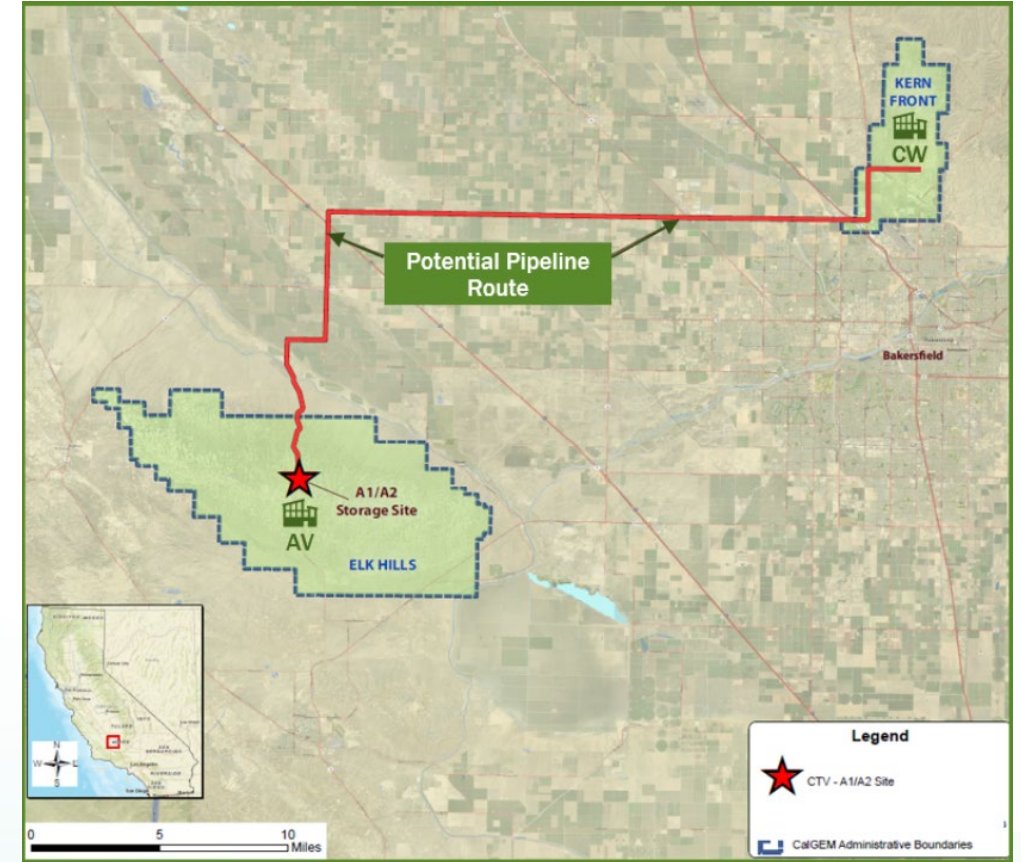 KERN
FRONT
CW
Potential Pipeline
Route
Bakersfield
A1/A2
Storage Site
AV
ELK HILLS
N
W
E
S
0 5 10
Miles
Legend
CTV - A1/A2 Site
CalGEM Administrative Boundaries